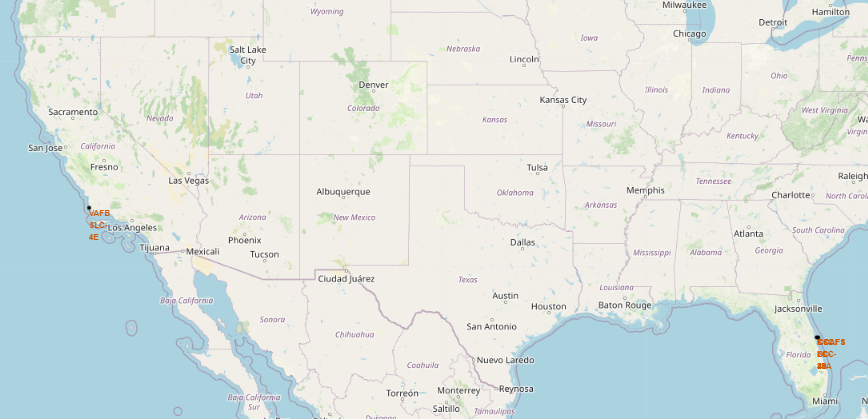 Milwaukee
Hamilton
Wyoming
Detroit
Iowa
Chicago
Salt Lake
City
Nebraska
Lincoln
Penns
Ohio
Denver
Utah
Illinois
Indiana
Kansas City
Colorado
Sacramento
Nevada
West Virginia
Kansas
Missouri
Kentucky
San Jose
California
Fresno
Tulsa
Las Vegas
Raleigh
Tennessee
Albuquerque
Memphis
Oklahoma
Charlotte
North Caro
Arkansas
VAFB
SLC-
4E
Los Angeles
Arizona
New Mexico
South Carolina
Atlanta
Phoenix
Dallas
Tijuana
Mexicali
Tucson
Mississippi
Alabama
Georgia
Ciudad Juárez
Texas
Louisiana
Baja California
Austin
Houston
Baton Rouge
Jacksonville
Sonora
San Antonio
Chihuahua
Florida
Coahuila
Nuevo Laredo
Torreón
Monterrey
Reynosa
Baja
California
Sur
Saltillo
Tamaulipas
Miami
Durango